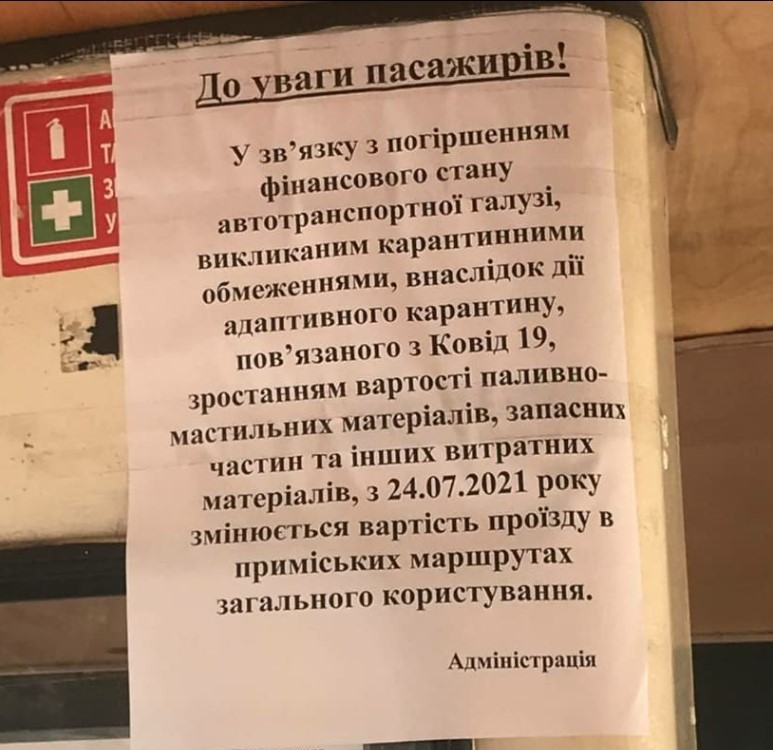 До уваги пасажирів!
У зв’язку з погіршенням
фінансового стану
автотранспортної галузі,
викликаним карантинними
обмеженнями, внаслідок дії
адаптивного карантину,
пов’язаного з Ковід 19,
зростанням вартості паливно-
мастильних матеріалів, запасних
частин та інших витратних
матеріалів, з 24.07.2021 року
змінюється вартість проїзду в
приміських маршрутах
загального користування.
Адміністрація